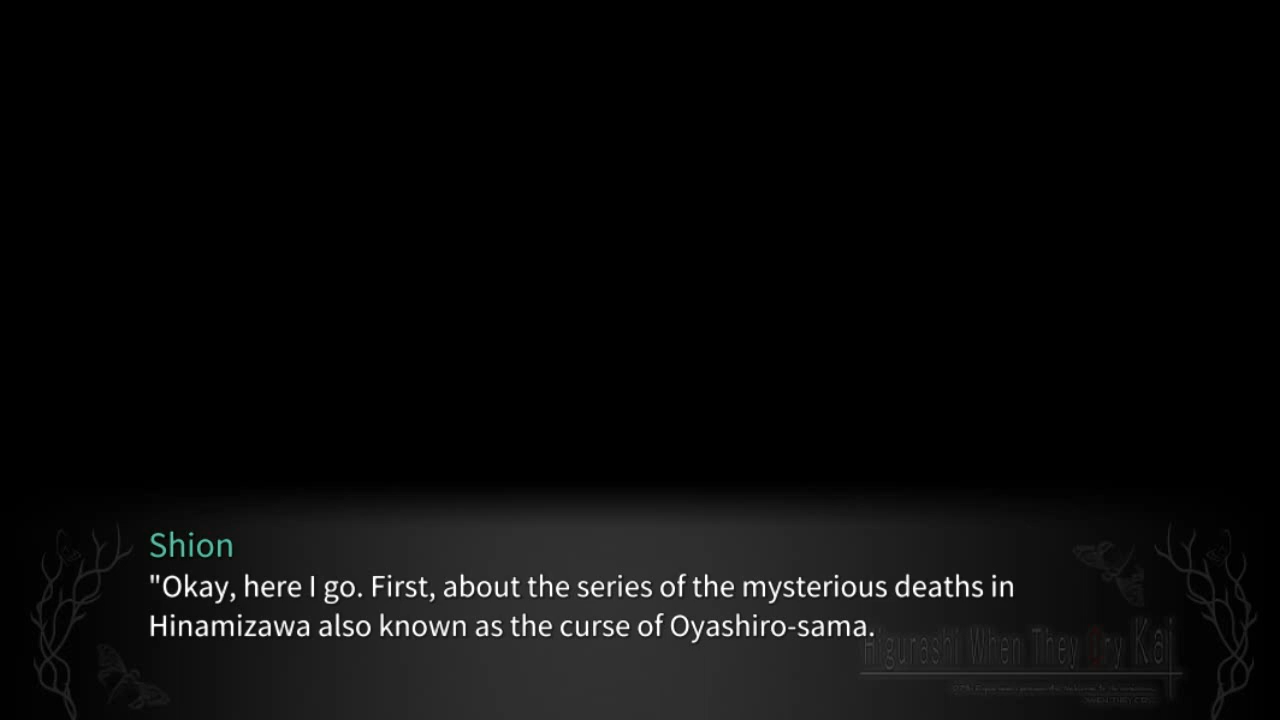 Shion
"Okay, here I go. First, about the series of the mysterious deaths in
Hinamizawa also known as the curse of Oyashiro-sama.
Higurashi When They Cry Kai